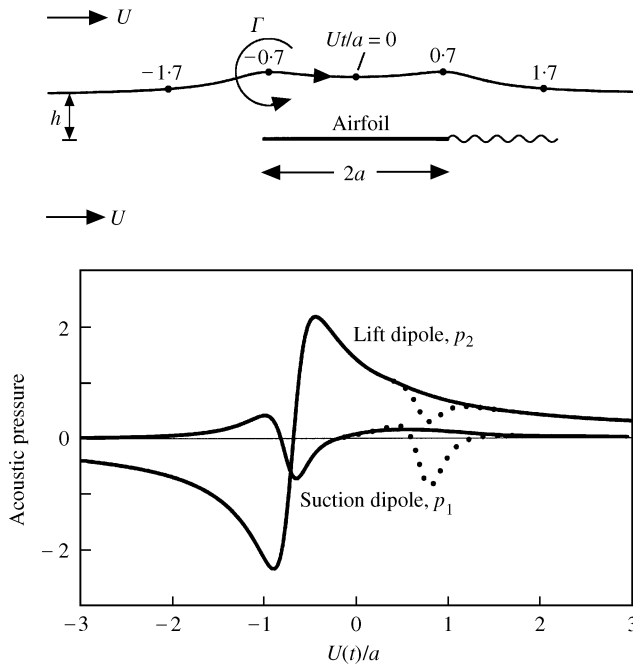 U
Γ
Ut/a = 0
−1·7
−0·7
0.7
1.7
h
Airfoil
2a
U
2
0
− 2
Acoustic pressure
Lift dipole, p2
Suction dipole, p1
−3 −2 −1 0 1 2 3
U(t)/a